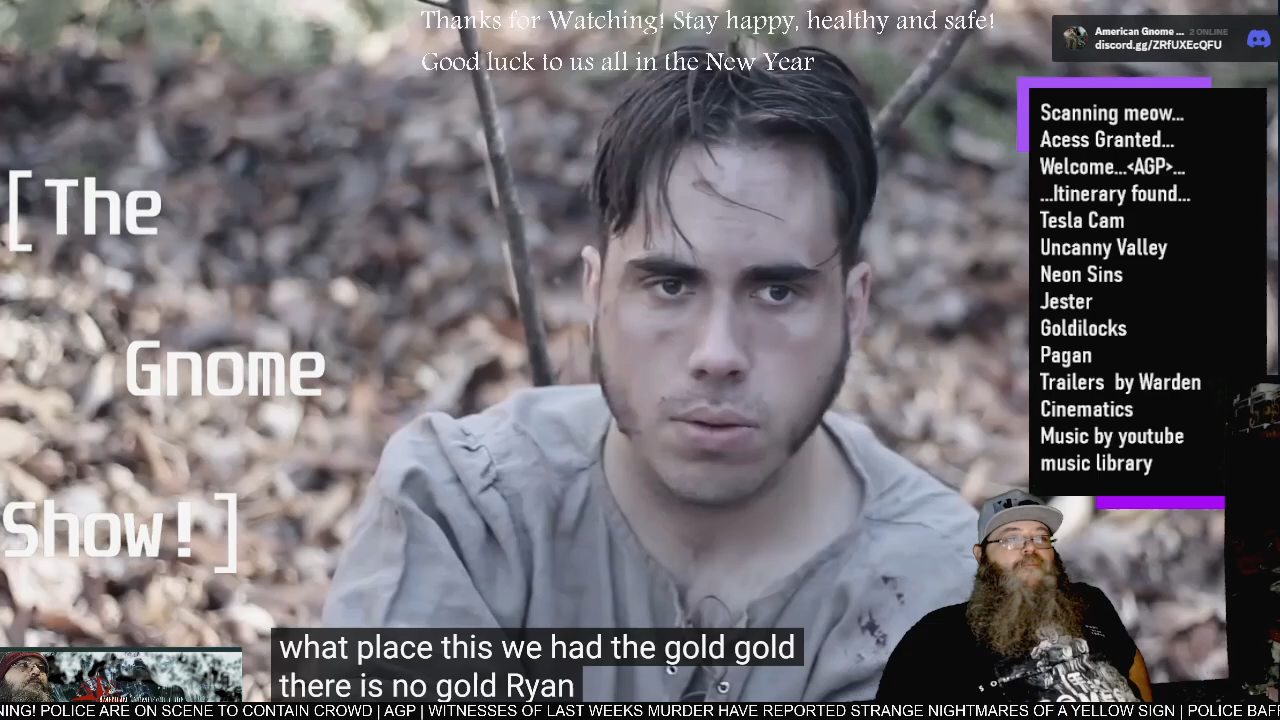 Thanks for Watching! Stay happy, healthy and safe!
Good luck to us all in the New Year
American Gnome ... 2 ONLINE
discord.gg/ZRfUXEcQFU
[The
Gnome
Show!]
Scanning meow...
Acess Granted...
Welcome...<AGP>...
...Itinerary found...
Tesla Cam
Uncanny Valley
Neon Sins
Jester
Goldilocks
Pagan
Trailers by Warden
Cinematics
Music by youtube
music library
what place this we had the gold gold
there is no gold Ryan
NING! POLICE ARE ON SCENE TO CONTAIN CROWD | AGP | WITNESSES OF LAST WEEKS MURDER HAVE REPORTED STRANGE NIGHTMARES OF A YELLOW SIGN | POLICE BAF